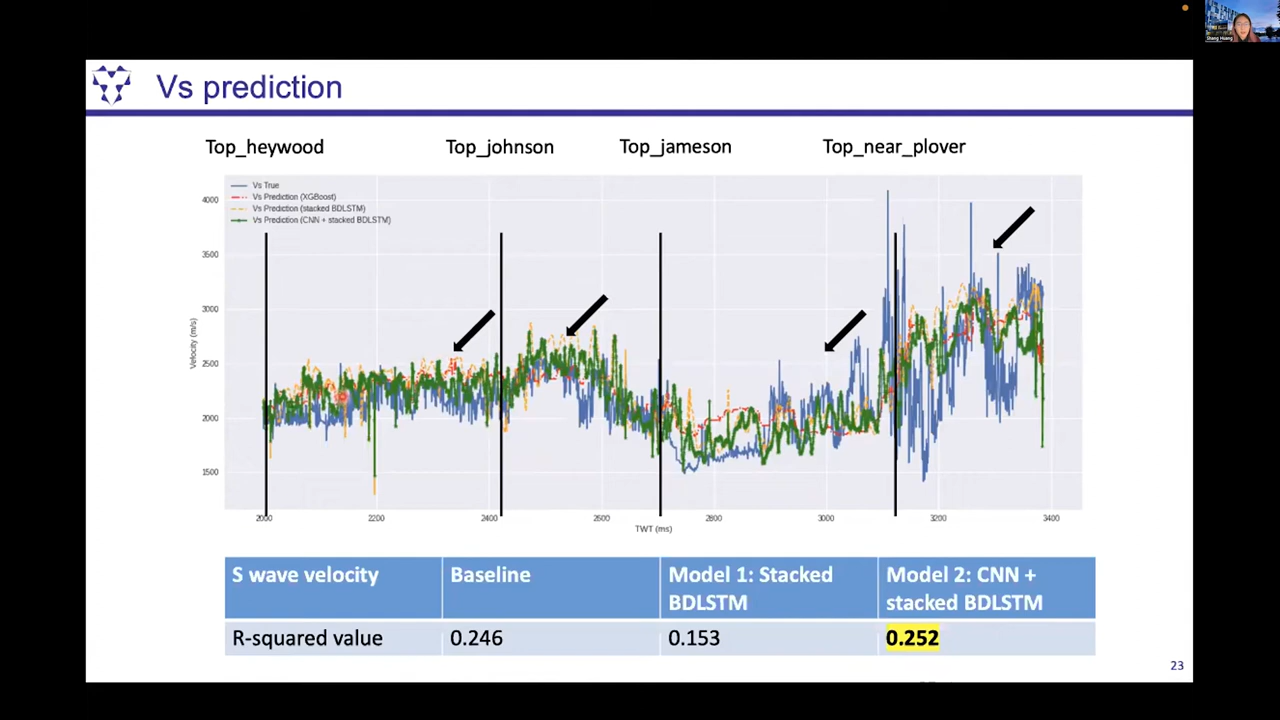 Shang Huang
Vs prediction
Top_heywood Top_johnson Top_jameson Top_near_plover
Vs True
Vs Prediction (XGBoost)
Vs Prediction (stacked BDLSTM)
Vs Prediction (CNN + stacked BDLSTM)
4000
3500
3000
2500
2000
1500
Velocity (m/s)
2000 2200 2400 2600 2800 3000 3200 3400
TWT (ms)
S wave velocity Baseline Model 1: Stacked BDLSTM Model 2: CNN + stacked BDLSTM
R-squared value 0.246 0.153 0.252
23